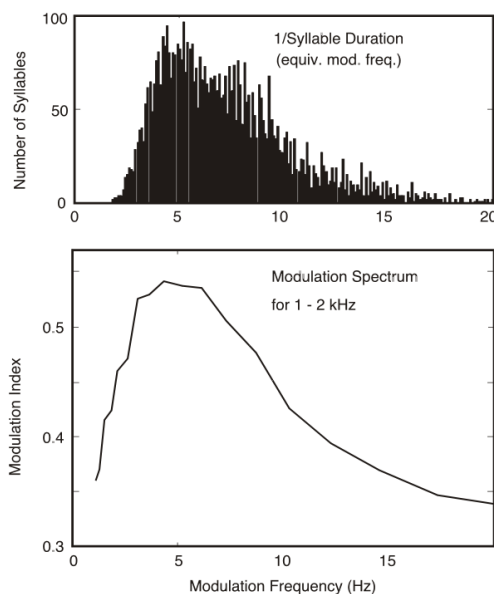 100
1/Syllable Duration
(equiv. mod. freq.)
Number of Syllables
50
0
0
5
10
15
20
Modulation Spectrum
for 1 - 2 kHz
0.5
Modulation Index
0.4
0.3
0
5
10
15
Modulation Frequency (Hz)